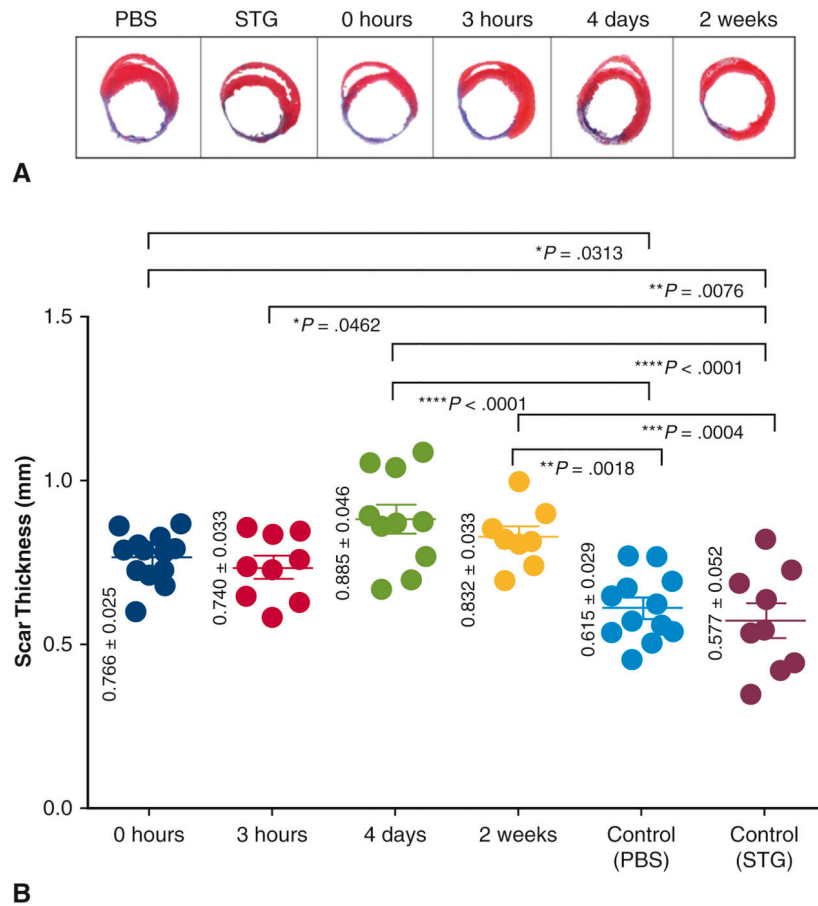 PBS STG 0 hours 3 hours 4 days 2 weeks
A
*P = .0313
**P = .0076
*P = .0462
****P < .0001
****P < .0001
***P = .0004
**P = .0018
Scar Thickness (mm)
1.5
1.0
0.5
0.0
0.766 ± 0.025
0.740 ± 0.033
0.885 ± 0.046
0.832 ± 0.033
0.615 ± 0.029
0.577 ± 0.052
0 hours 3 hours 4 days 2 weeks Control Control
(PBS) (STG)
B